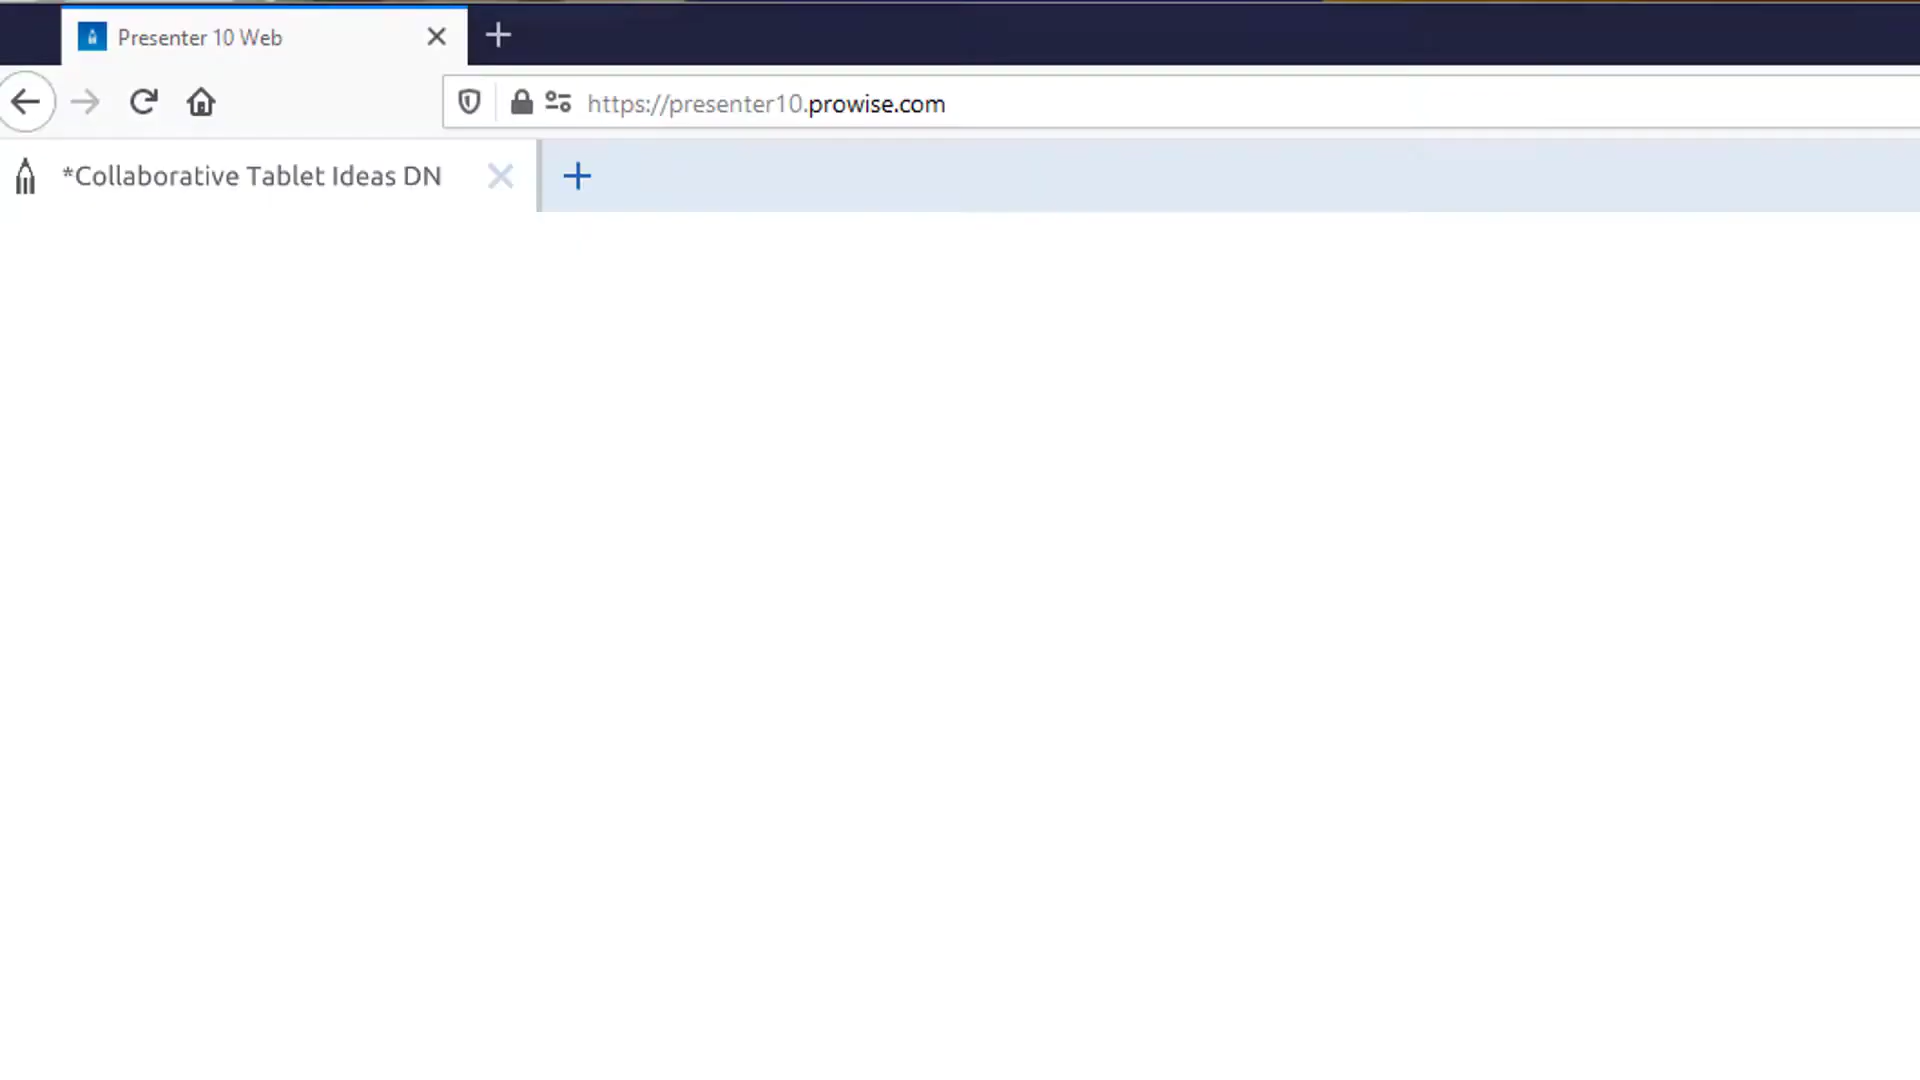 Presenter 10 Web
https://presenter10.prowise.com
*Collaborative Tablet Ideas DN